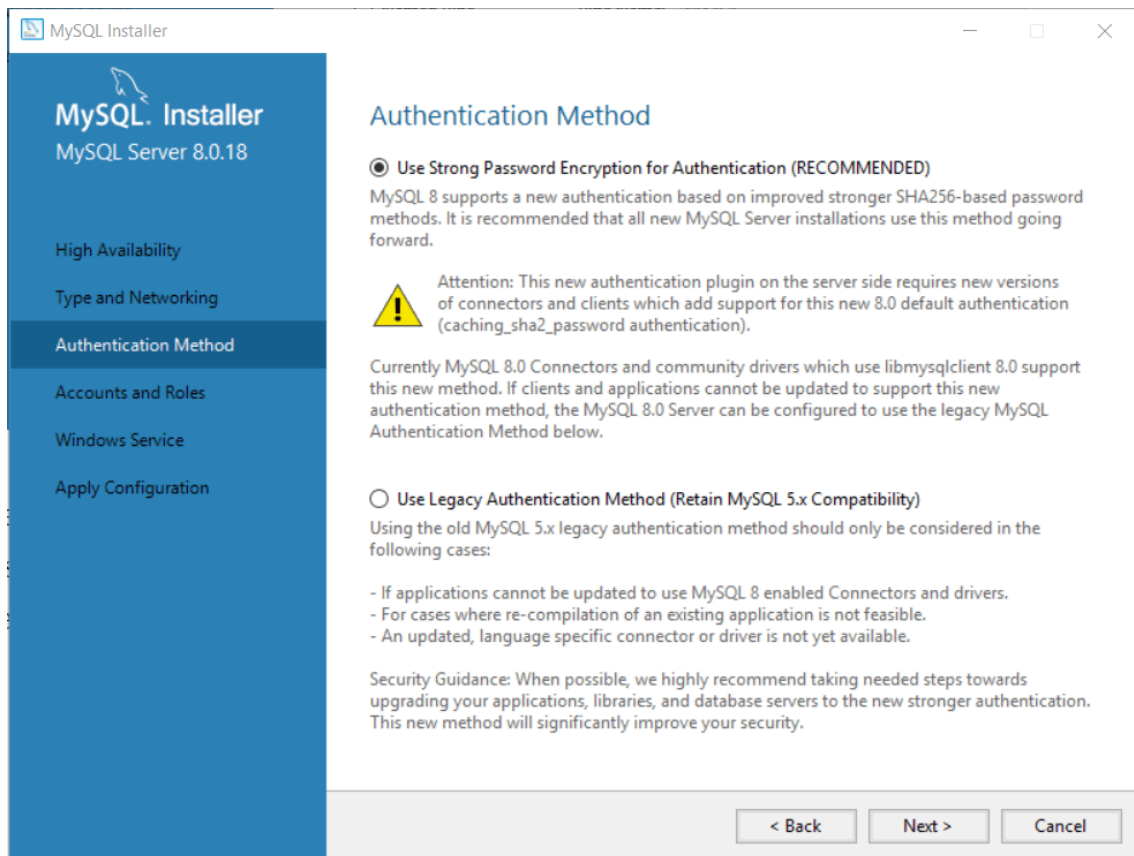 MySQL Installer
MySQL. Installer
MySQL Server 8.0.18
High Availability
Type and Networking
Authentication Method
Accounts and Roles
Windows Service
Apply Configuration
Authentication Method
Use Strong Password Encryption for Authentication (RECOMMENDED)
MySQL 8 supports a new authentication based on improved stronger SHA256-based password
methods. It is recommended that all new MySQL Server installations use this method going
forward.
Attention: This new authentication plugin on the server side requires new versions
of connectors and clients which add support for this new 8.0 default authentication
(caching_sha2_password authentication).
Currently MySQL 8.0 Connectors and community drivers which use libmysqlclient 8.0 support
this new method. If clients and applications cannot be updated to support this new
authentication method, the MySQL 8.0 Server can be configured to use the legacy MySQL
Authentication Method below.
Use Legacy Authentication Method (Retain MySQL 5.x Compatibility)
Using the old MySQL 5.x legacy authentication method should only be considered in the
following cases:
- If applications cannot be updated to use MySQL 8 enabled Connectors and drivers.
- For cases where re-compilation of an existing application is not feasible.
- An updated, language specific connector or driver is not yet available.
Security Guidance: When possible, we highly recommend taking needed steps towards
upgrading your applications, libraries, and database servers to the new stronger authentication.
This new method will significantly improve your security.
< Back
Next >
Cancel